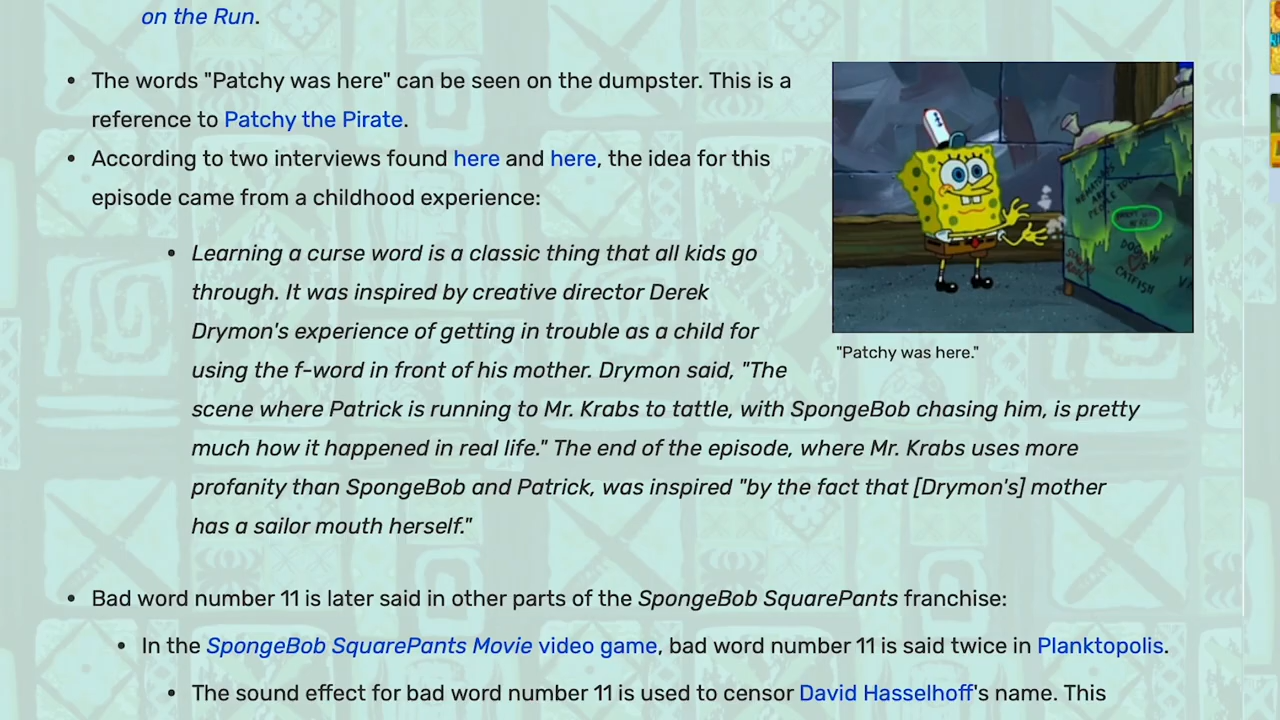 on the Run.
• The words "Patchy was here" can be seen on the dumpster. This is a
reference to Patchy the Pirate.
• According to two interviews found here and here, the idea for this
episode came from a childhood experience:
• Learning a curse word is a classic thing that all kids go
through. It was inspired by creative director Derek
Drymon's experience of getting in trouble as a child for
using the f-word in front of his mother. Drymon said, "The
scene where Patrick is running to Mr. Krabs to tattle, with SpongeBob chasing him, is pretty
much how it happened in real life." The end of the episode, where Mr. Krabs uses more
profanity than SpongeBob and Patrick, was inspired "by the fact that [Drymon's] mother
has a sailor mouth herself."
NEMATODES
ARE
PEOPLE TOO
PATCHY WAS
HERE
DOG
CATFISH
"Patchy was here."
• Bad word number 11 is later said in other parts of the SpongeBob SquarePants franchise:
• In the SpongeBob SquarePants Movie video game, bad word number 11 is said twice in Planktopolis.
• The sound effect for bad word number 11 is used to censor David Hasselhoff's name. This